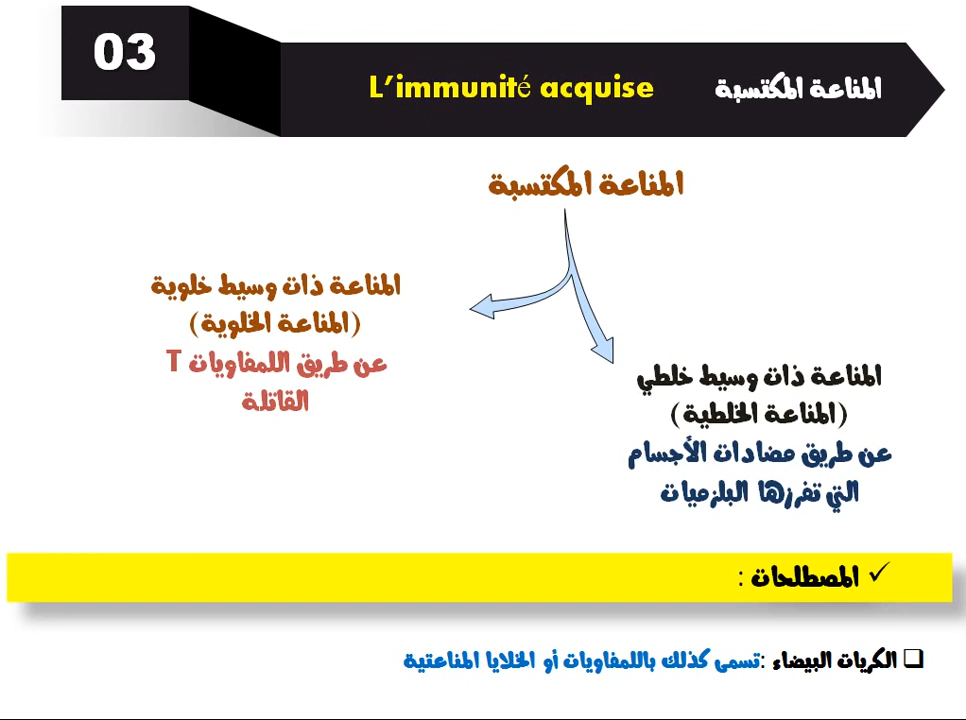 03
المناعة المكتسبة L’immunité acquise
المناعة المكتسبة
المناعة ذات وسيط خلوية
(المناعة الخلوية)
عن طريق اللمفاويات T
القاتلة
المناعة ذات وسيط خلطي
(المناعة الخلطية)
عن طريق مضادات الأجسام
التي تفرزها البلزميات
✓ المصطلحات :
❑ الكريات البيضاء :تسمى كذلك باللمفاويات أو الخلايا المناعتية